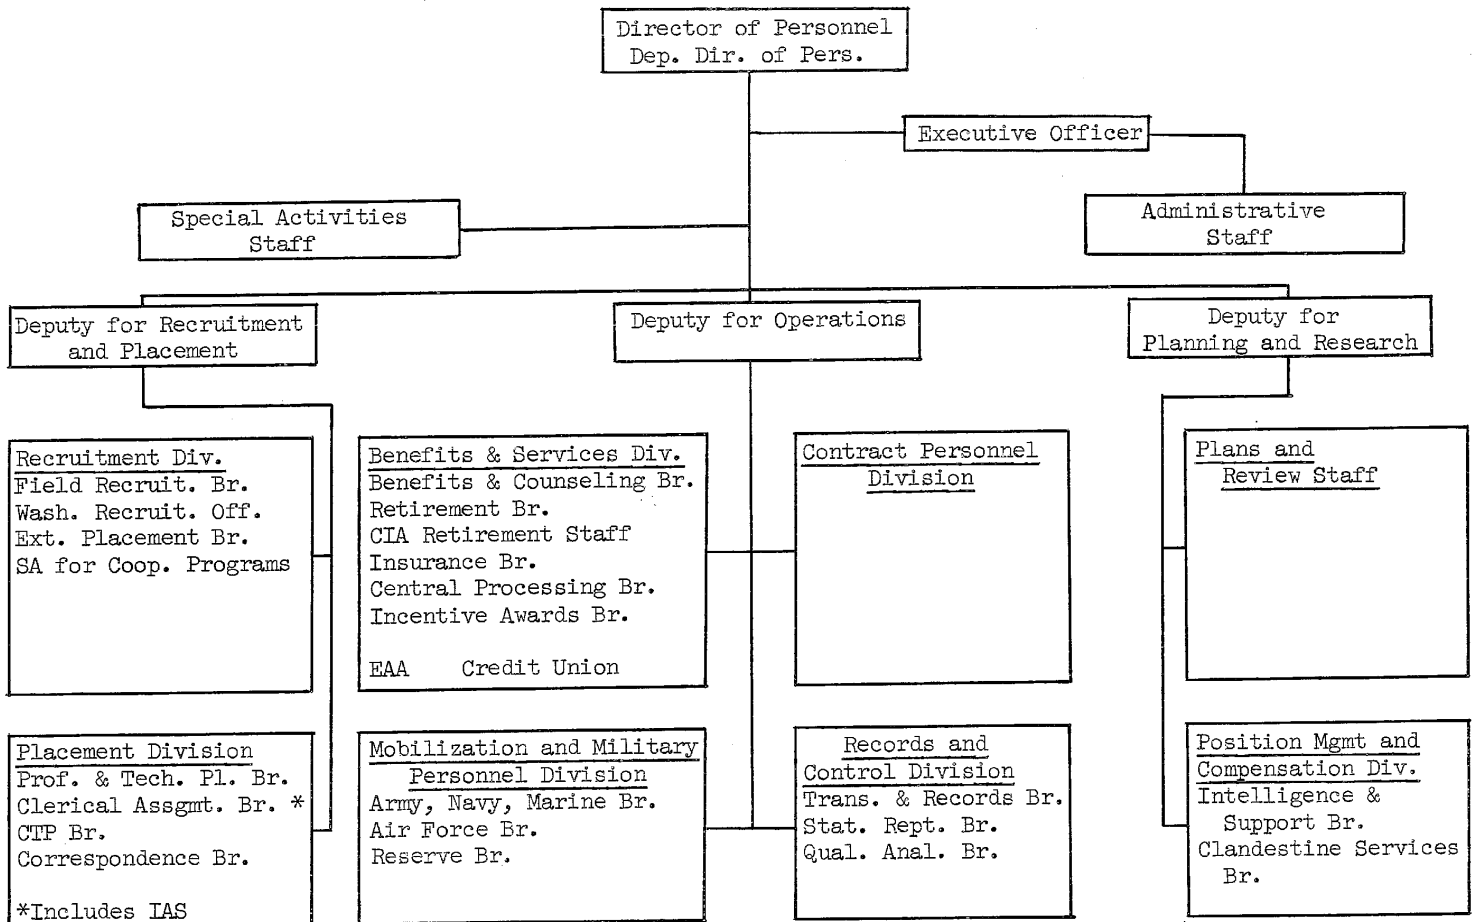 Director of Personnel
Dep. Dir. of Pers.
Executive Officer
Special Activities
Staff
Administrative
Staff
Deputy for Recruitment
and Placement
Deputy for Operations
Deputy for
Planning and Research
Recruitment Div.
Field Recruit. Br.
Wash. Recruit. Off.
Ext. Placement Br.
SA for Coop. Programs
Benefits & Services Div.
Benefits & Counseling Br.
Retirement Br.
CIA Retirement Staff
Insurance Br.
Central Processing Br.
Incentive Awards Br.
EAA Credit Union
Contract Personnel
Division
Plans and
Review Staff
Placement Division
Prof. & Tech. Pl. Br.
Clerical Assgmt. Br. *
CTP Br.
Correspondence Br.
*Includes IAS
Mobilization and Military
Personnel Division
Army, Navy, Marine Br.
Air Force Br.
Reserve Br.
Records and
Control Division
Trans. & Records Br.
Stat. Rept. Br.
Qual. Anal. Br.
Position Mgmt and
Compensation Div.
Intelligence &
Support Br.
Clandestine Services
Br.